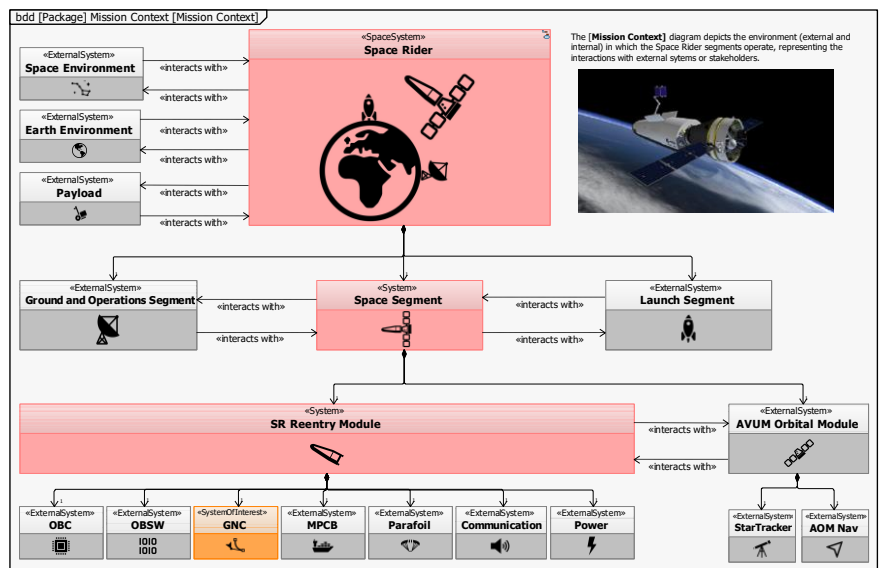 bdd [Package] Mission Context [Mission Context]
«SpaceSystem»
Space Rider
The [Mission Context] diagram depicts the environment (external and
internal) in which the Space Rider segments operate, representing the
interactions with external sytems or stakeholders.
«ExternalSystem»
Space Environment
«interacts with»
«interacts with»
«ExternalSystem»
Earth Environment
«interacts with»
«interacts with»
«ExternalSystem»
Payload
«interacts with»
«interacts with»
«ExternalSystem»
Ground and Operations Segment
«interacts with»
«interacts with»
«System»
Space Segment
«interacts with»
«interacts with»
«ExternalSystem»
Launch Segment
«System»
SR Reentry Module
«interacts with»
«interacts with»
«ExternalSystem»
AVUM Orbital Module
1
«ExternalSystem»
OBC
«ExternalSystem»
OBSW
IOIO
IOIO
«SystemOfInterest»
GNC
«ExternalSystem»
MPCB
«ExternalSystem»
Parafoil
«ExternalSystem»
Communication
«ExternalSystem»
Power
«ExternalSystem»
StarTracker
«ExternalSystem»
AOM Nav